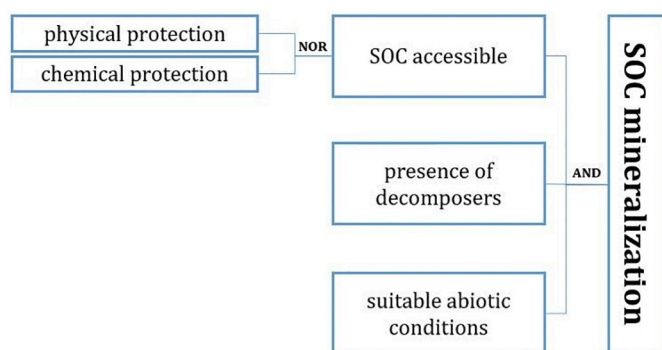 physical protection
chemical protection
NOR
SOC accessible
presence of
decomposers
AND
suitable abiotic
conditions
SOC mineralization